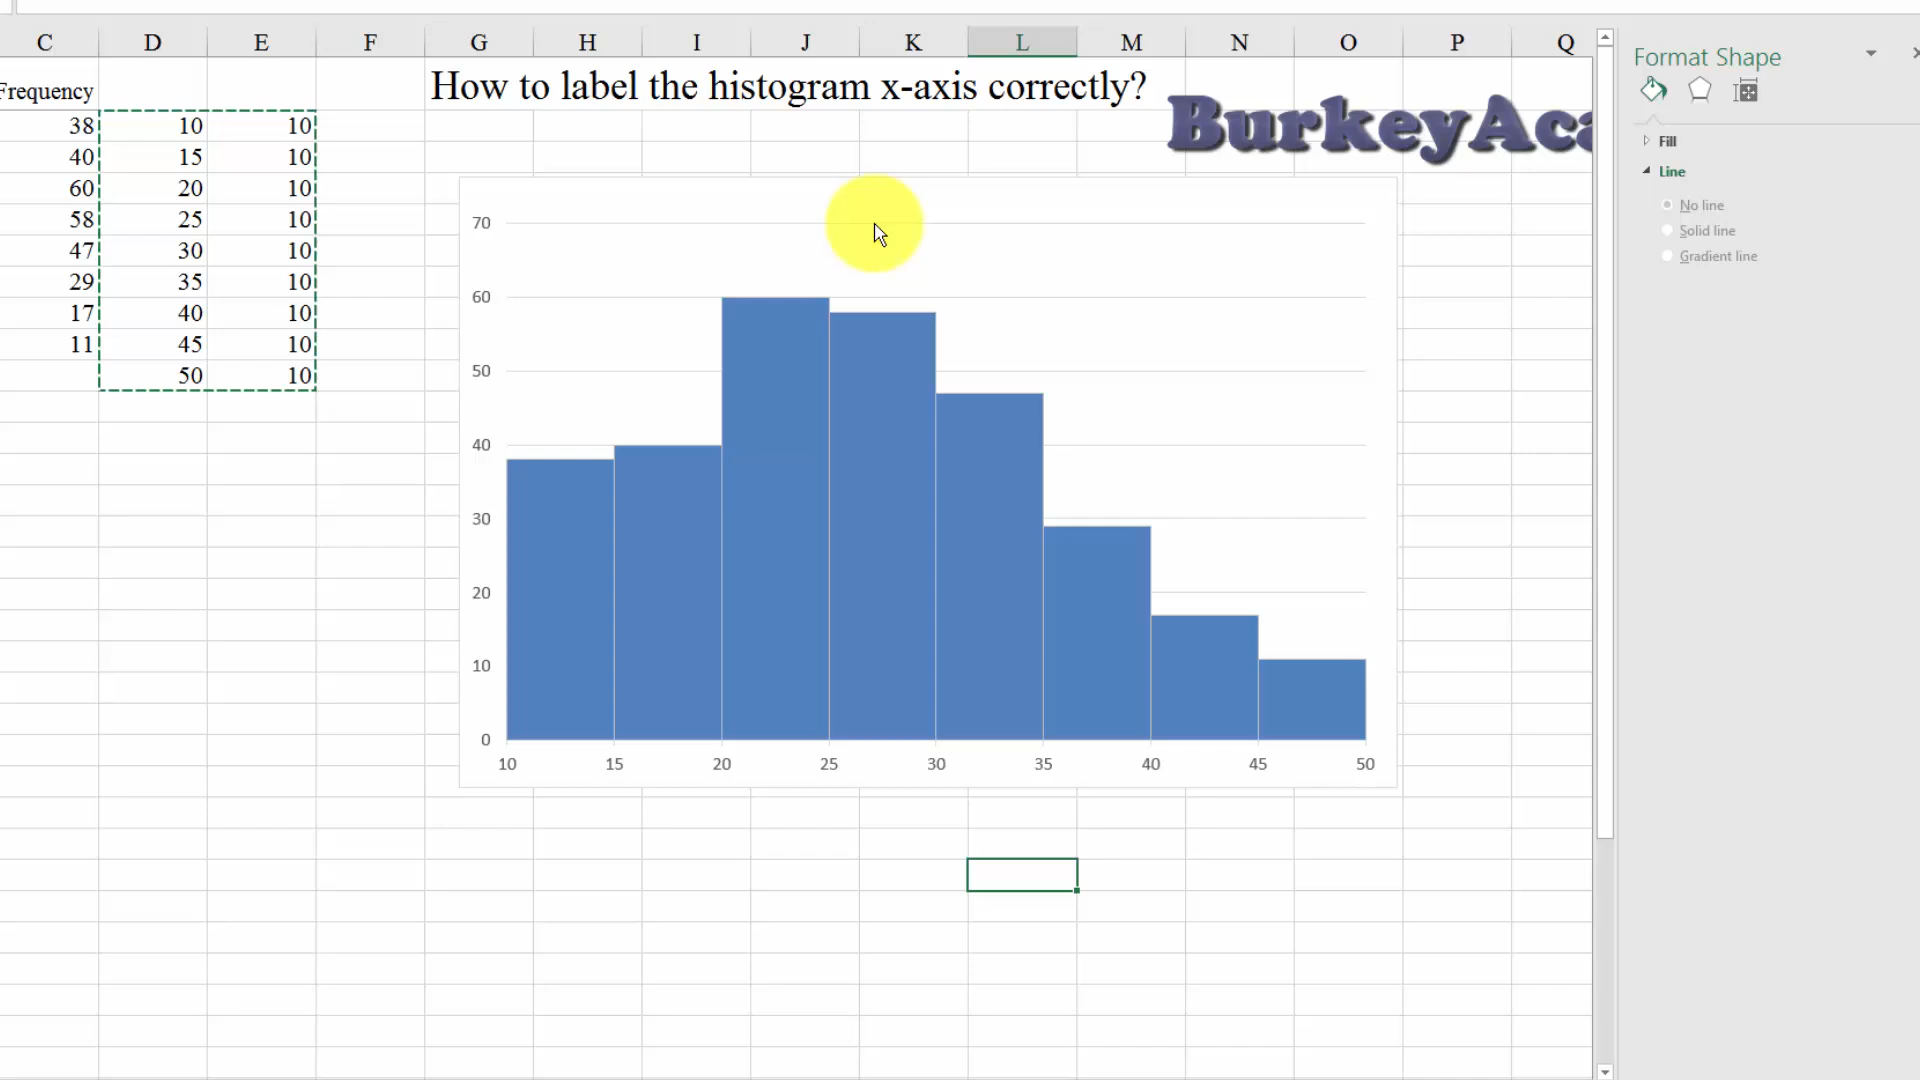 C D E F G H I J K L M N O P Q
Format Shape
Frequency
How to label the histogram x-axis correctly?
BurkeyAca
38 10 10
40 15 10
60 20 10
58 25 10
47 30 10
29 35 10
17 40 10
11 45 10
50 10
Fill
Line
No line
Solid line
Gradient line
70
60
50
40
30
20
10
0
10 15 20 25 30 35 40 45 50